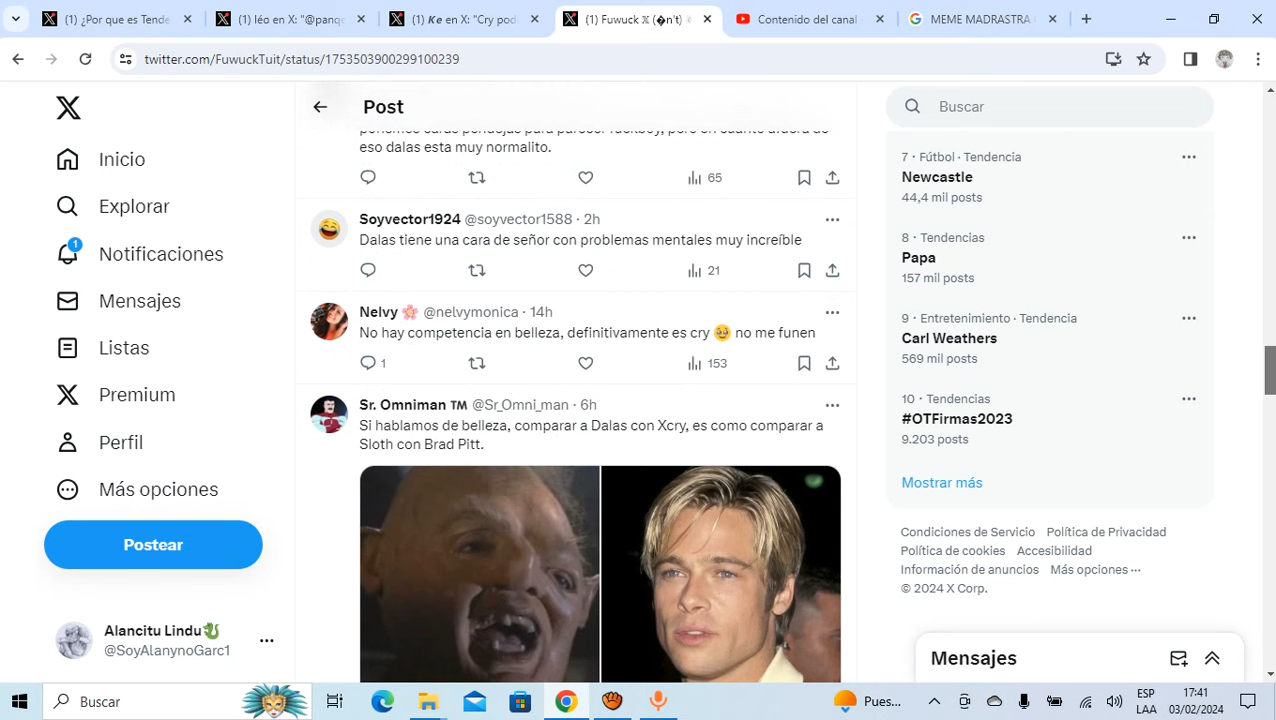 (1) ¿Por que es Tende
(1) léo en X: "@panqe
(1) Ke en X: "Cry pod
(1) Fuwuck X (�n't)
Contenido del canal -
MEME MADRASTRA
twitter.com/FuwuckTuit/status/1753503900299100239
Inicio
Explorar
1
Notificaciones
Mensajes
Listas
Premium
Perfil
Más opciones
Postear
Alancitu Lindu
@SoyAlanynoGarc1
Post
eso dalas esta muy normalito.
65
Soyvector1924 @soyvector1588 · 2h
Dalas tiene una cara de señor con problemas mentales muy increíble
21
Nelvy @nelvymonica · 14h
No hay competencia en belleza, definitivamente es cry 🥹 no me funen
1 153
Sr. Omniman ™ @Sr_Omni_man · 6h
Si hablamos de belleza, comparar a Dalas con Xcry, es como comparar a
Sloth con Brad Pitt.
Buscar
7 · Fútbol · Tendencia
Newcastle
44,4 mil posts
8 · Tendencias
Papa
157 mil posts
9 · Entretenimiento · Tendencia
Carl Weathers
569 mil posts
10 · Tendencias
#OTFirmas2023
9.203 posts
Mostrar más
Condiciones de Servicio Política de Privacidad
Política de cookies Accesibilidad
Información de anuncios Más opciones ···
© 2024 X Corp.
Mensajes
Buscar
Pues...
ESP
LAA
17:41
03/02/2024